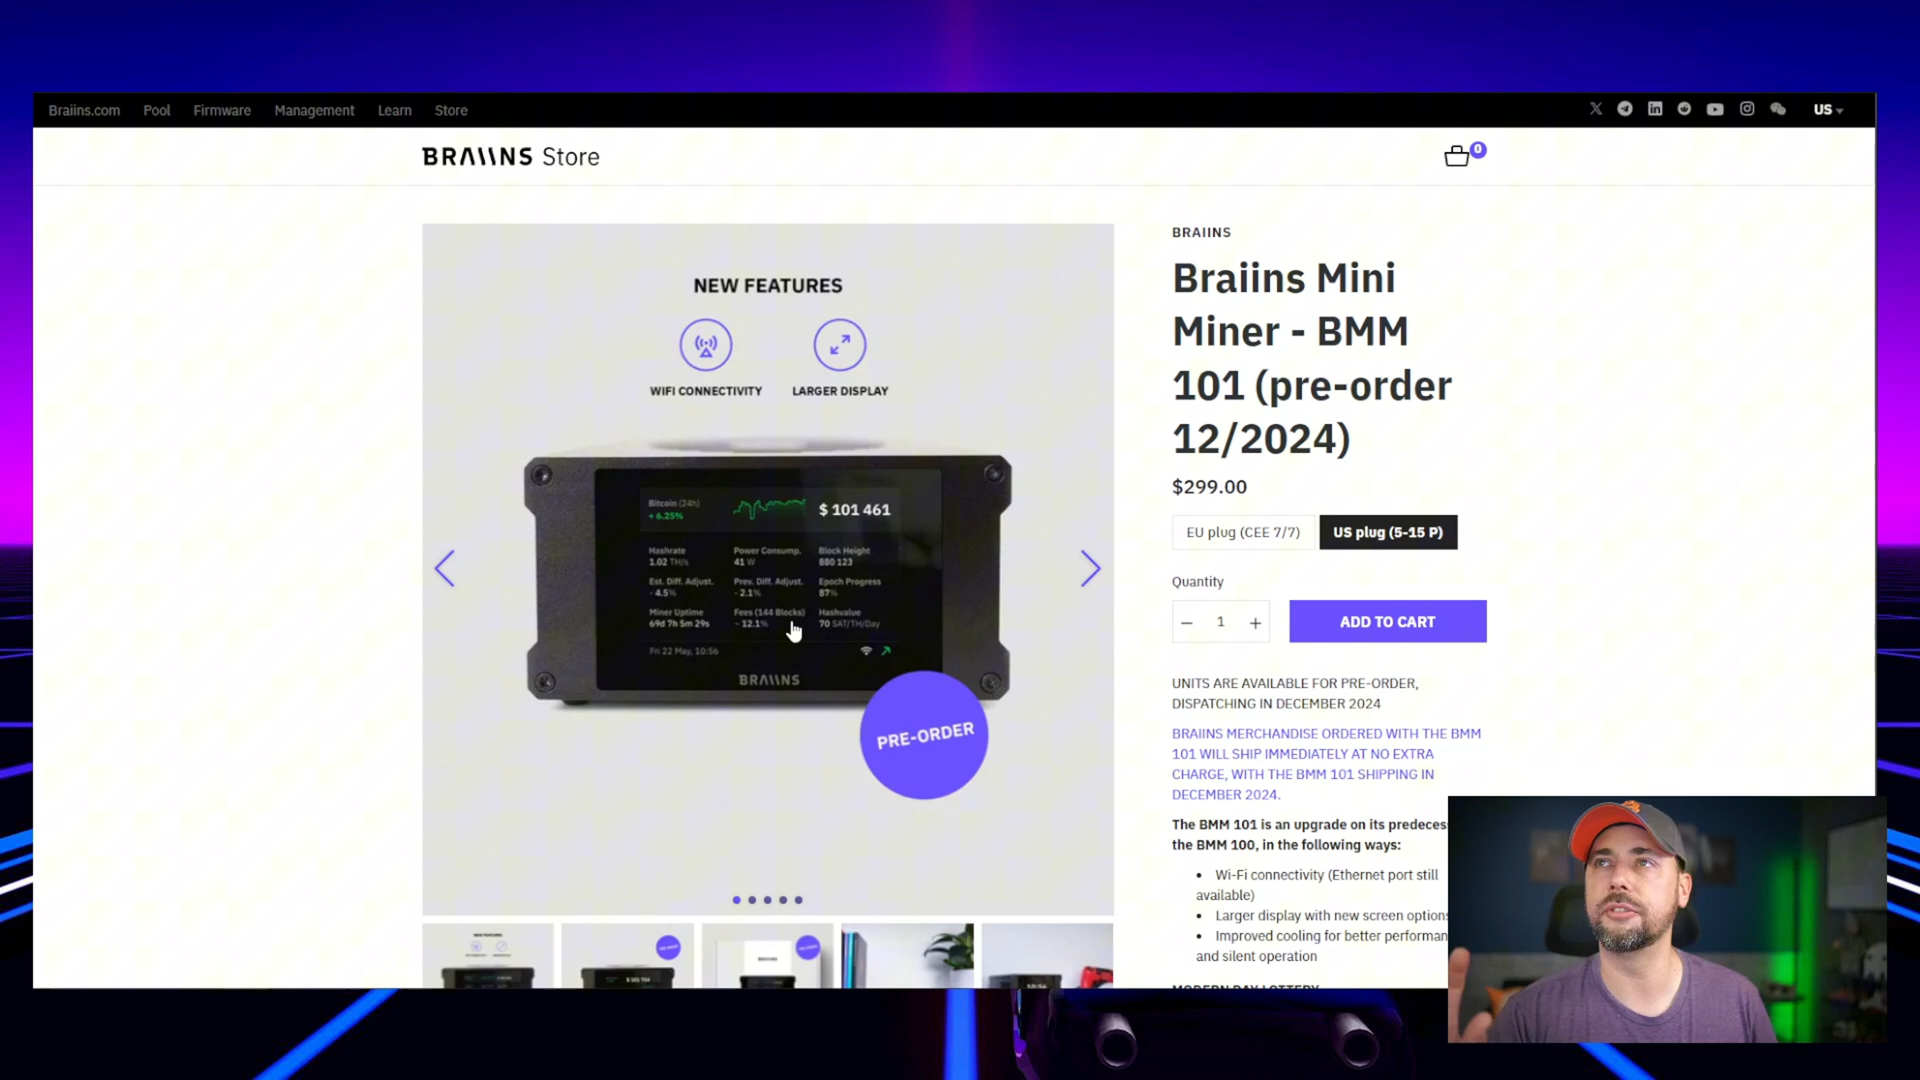 Braiins.com Pool Firmware Management Learn Store
US
BRAIINS Store
0
NEW FEATURES
WIFI CONNECTIVITY LARGER DISPLAY
Bitcoin (24h)
+ 6.25%
$ 101 461
Hashrate Power Consump. Block Height
1.02 TH/s 41 W 880 123
Est. Diff. Adjust. Prev. Diff. Adjust. Epoch Progress
- 4.5% - 2.1% 87%
Miner Uptime Fees (144 Blocks) Hashvalue
69d 7h 5m 29s ~ 12.1% 70 SAT/TH/Day
Fri 22 May, 10:56
BRAIINS
PRE-ORDER
BRAIINS
Braiins Mini
Miner - BMM
101 (pre-order
12/2024)
$299.00
EU plug (CEE 7/7) US plug (5-15 P)
Quantity
− 1 + ADD TO CART
UNITS ARE AVAILABLE FOR PRE-ORDER,
DISPATCHING IN DECEMBER 2024
BRAIINS MERCHANDISE ORDERED WITH THE BMM
101 WILL SHIP IMMEDIATELY AT NO EXTRA
CHARGE, WITH THE BMM 101 SHIPPING IN
DECEMBER 2024.
The BMM 101 is an upgrade on its predeces
the BMM 100, in the following ways:
• Wi-Fi connectivity (Ethernet port still
available)
• Larger display with new screen options
• Improved cooling for better performan
and silent operation